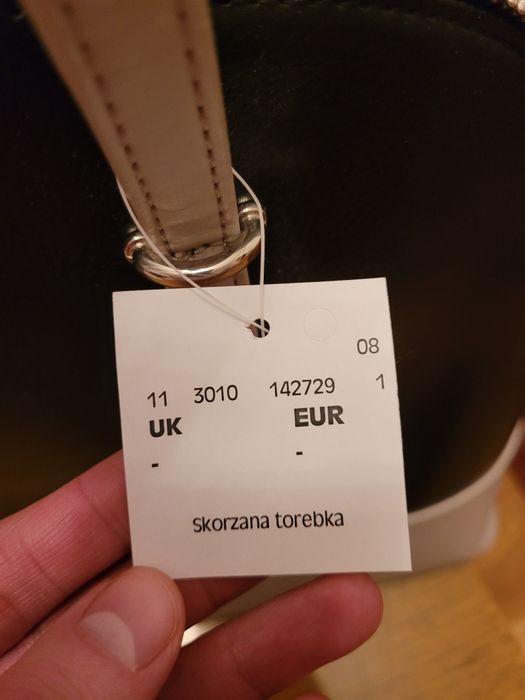 08
11 3010 142729 1
UK EUR
- -
Skorzana torebka